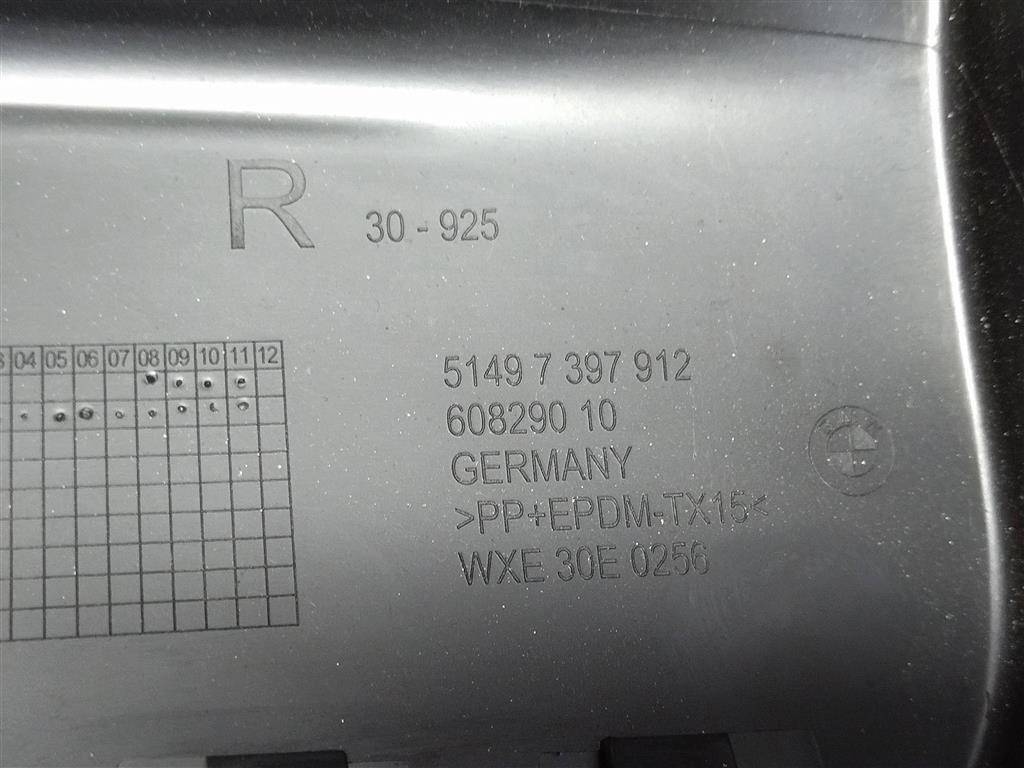 R
30 - 925
04 05 06 07 08 09 10 11 12
5149 7 397 912
608290 10
GERMANY
>PP+EPDM-TX15<
WXE 30E 0256